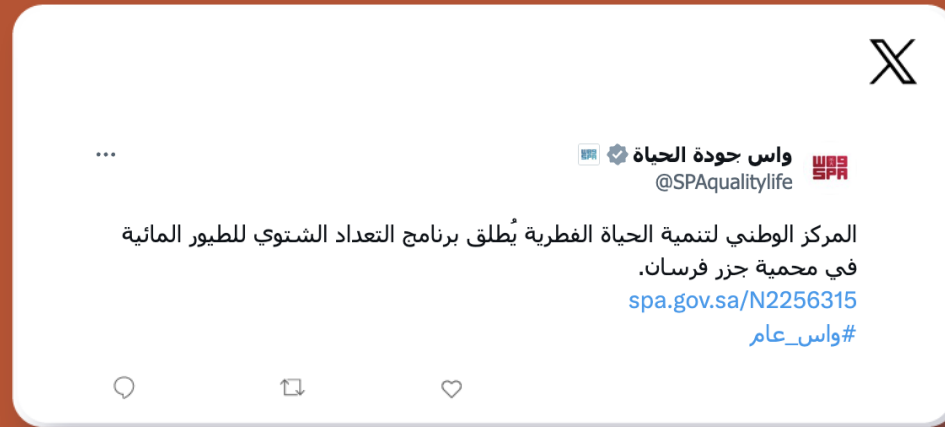 واس جودة الحياة
@SPAqualitylife
المركز الوطني لتنمية الحياة الفطرية يُطلق برنامج التعداد الشتوي للطيور المائية
في محمية جزر فرسان.
spa.gov.sa/N2256315
#واس_عام